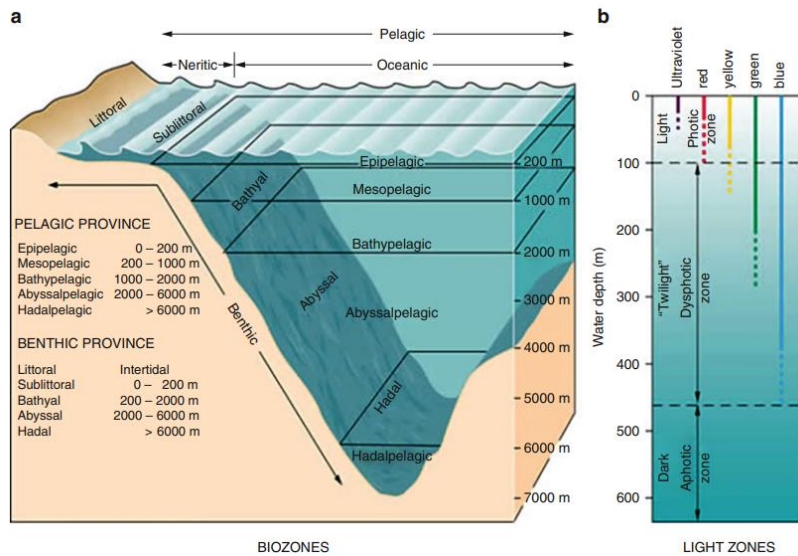 a
Pelagic
Neritic
Oceanic
Littoral
Sublittoral
Epipelagic
200 m
Bathyal
Mesopelagic
1000 m
Bathypelagic
2000 m
Abyssal
3000 m
Abyssalpelagic
4000 m
Benthic
5000 m
Hadal
6000 m
Hadalpelagic
7000 m
PELAGIC PROVINCE
Epipelagic 0 – 200 m
Mesopelagic 200 – 1000 m
Bathypelagic 1000 – 2000 m
Abyssalpelagic 2000 – 6000 m
Hadalpelagic > 6000 m
BENTHIC PROVINCE
Littoral Intertidal
Sublittoral 0 – 200 m
Bathyal 200 – 2000 m
Abyssal 2000 – 6000 m
Hadal > 6000 m
BIOZONES
b
Ultraviolet
red
yellow
green
blue
Water depth (m)
0
100
200
300
400
500
600
Light
Photic
zone
"Twilight"
Dysphotic
zone
Dark
Aphotic
zone
LIGHT ZONES